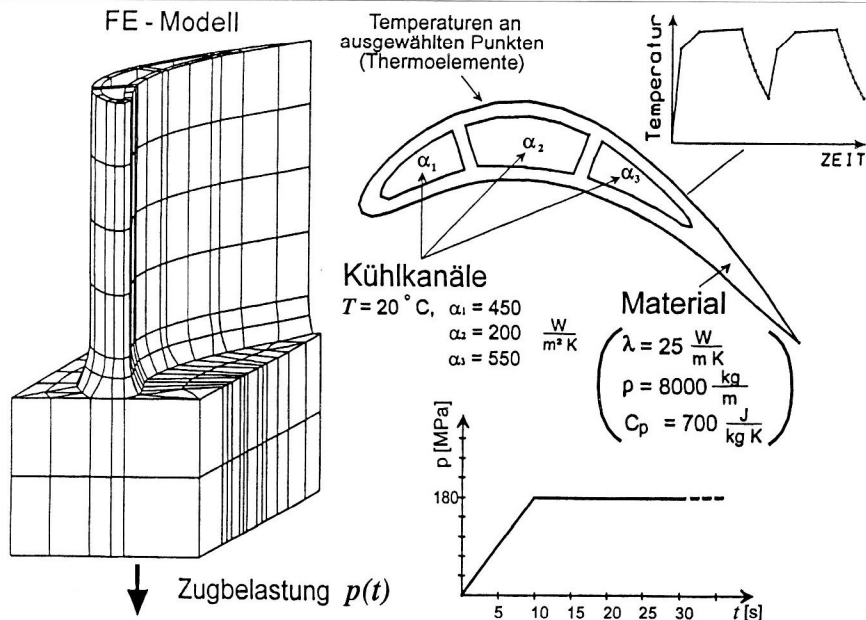 FE - Modell
Temperaturen an
ausgewählten Punkten
(Thermoelemente)
Temperatur
ZEIT
α₁
α₂
α₃
Kühlkanäle
T = 20 °C, α₁ = 450
α₂ = 200 W/m² K
α₃ = 550
Material
λ = 25 W/m K
ρ = 8000 kg/m
Cp = 700 J/kg K
p [MPa]
180
5 10 15 20 25 30 t [s]
Zugbelastung p(t)